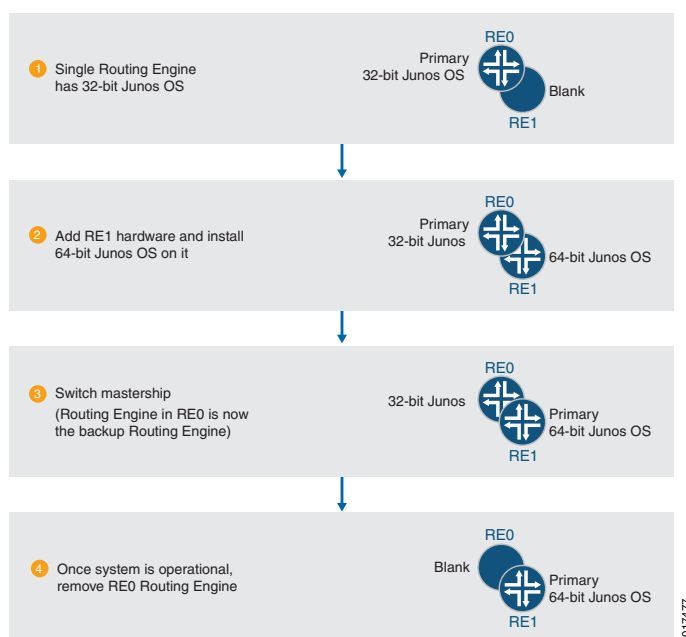 1 Single Routing Engine
has 32-bit Junos OS
RE0
Primary
32-bit Junos OS
Blank
RE1
2 Add RE1 hardware and install
64-bit Junos OS on it
RE0
Primary
32-bit Junos
64-bit Junos OS
RE1
3 Switch mastership
(Routing Engine in RE0 is now
the backup Routing Engine)
RE0
32-bit Junos
Primary
64-bit Junos OS
RE1
4 Once system is operational,
remove RE0 Routing Engine
RE0
Blank
Primary
64-bit Junos OS
RE1